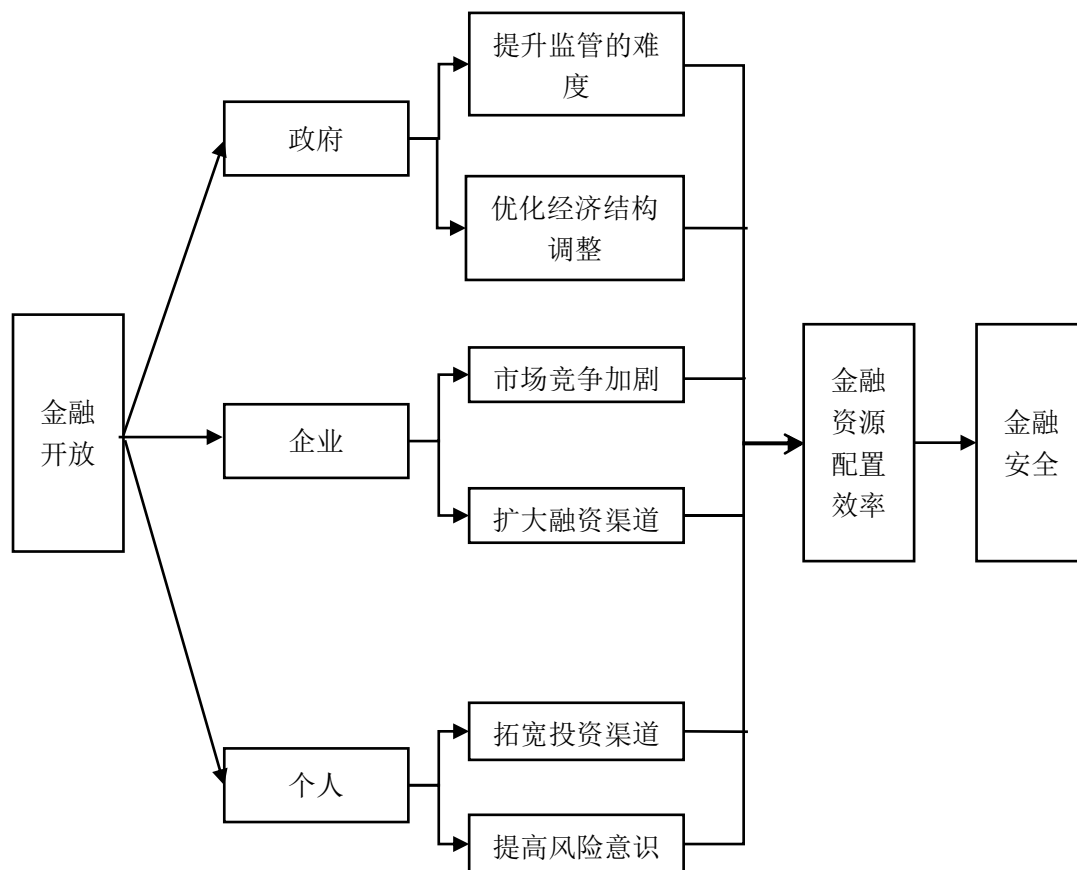 提升监管的难
度
政府
优化经济结构
调整
金融
开放
市场竞争加剧
企业
扩大融资渠道
金融
资源
配置
效率
金融
安全
拓宽投资渠道
个人
提高风险意识